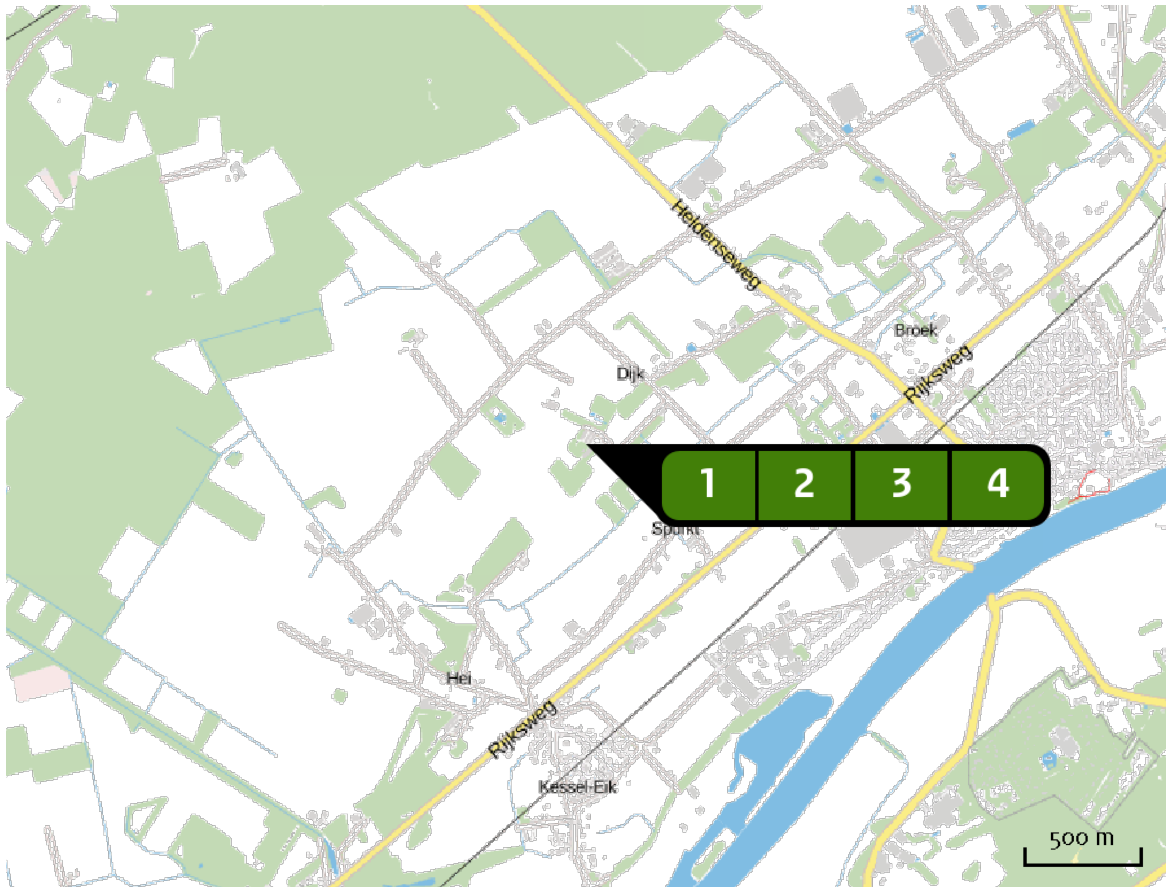 Heldenseweg
Broek
Rijksweg
Dijk
1 2 3 4
Spurkt
Hei
Rijksweg
Kessel-Eik
500 m